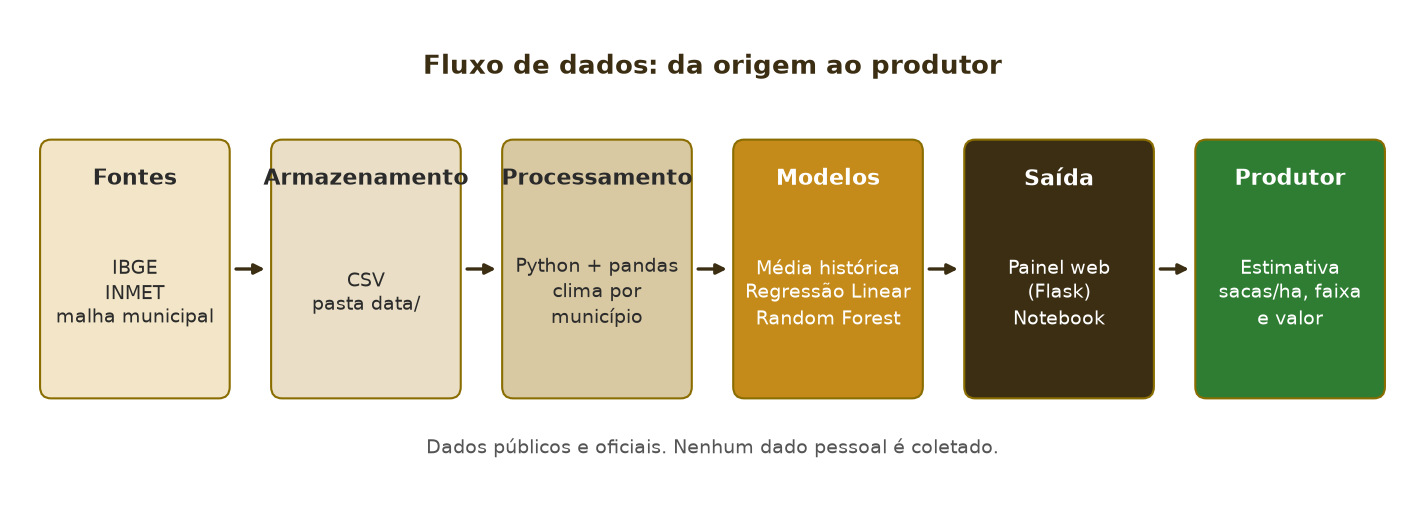 Fluxo de dados: da origem ao produtor
Fontes
IBGE
INMET
malha municipal
Armazenamento
CSV
pasta data/
Processamento
Python + pandas
clima por
município
Modelos
Média histórica
Regressão Linear
Random Forest
Saída
Painel web
(Flask)
Notebook
Produtor
Estimativa
sacas/ha, faixa
e valor
Dados públicos e oficiais. Nenhum dado pessoal é coletado.